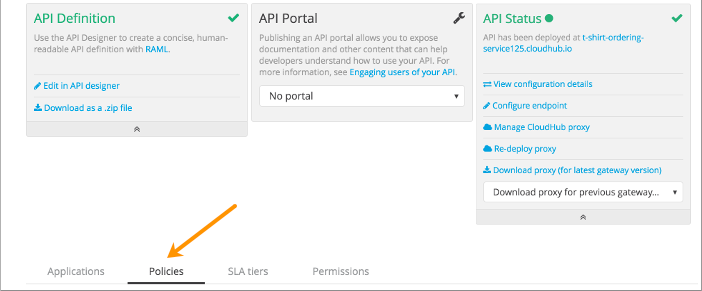 API Definition
Use the API Designer to create a concise, human-
readable API definition with RAML.
Edit in API designer
Download as a .zip file
API Portal
Publishing an API portal allows you to expose
documentation and other content that can help
developers understand how to use your API. For
more information, see Engaging users of your API.
No portal
API Status
API has been deployed at t-shirt-ordering-
service125.cloudhub.io
View configuration details
Configure endpoint
Manage CloudHub proxy
Re-deploy proxy
Download proxy (for latest gateway version)
Download proxy for previous gateway...
Applications
Policies
SLA tiers
Permissions